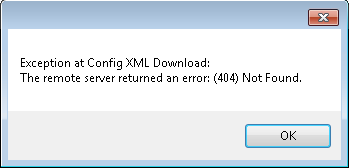 Exception at Config XML Download:
The remote server returned an error: (404) Not Found.
OK